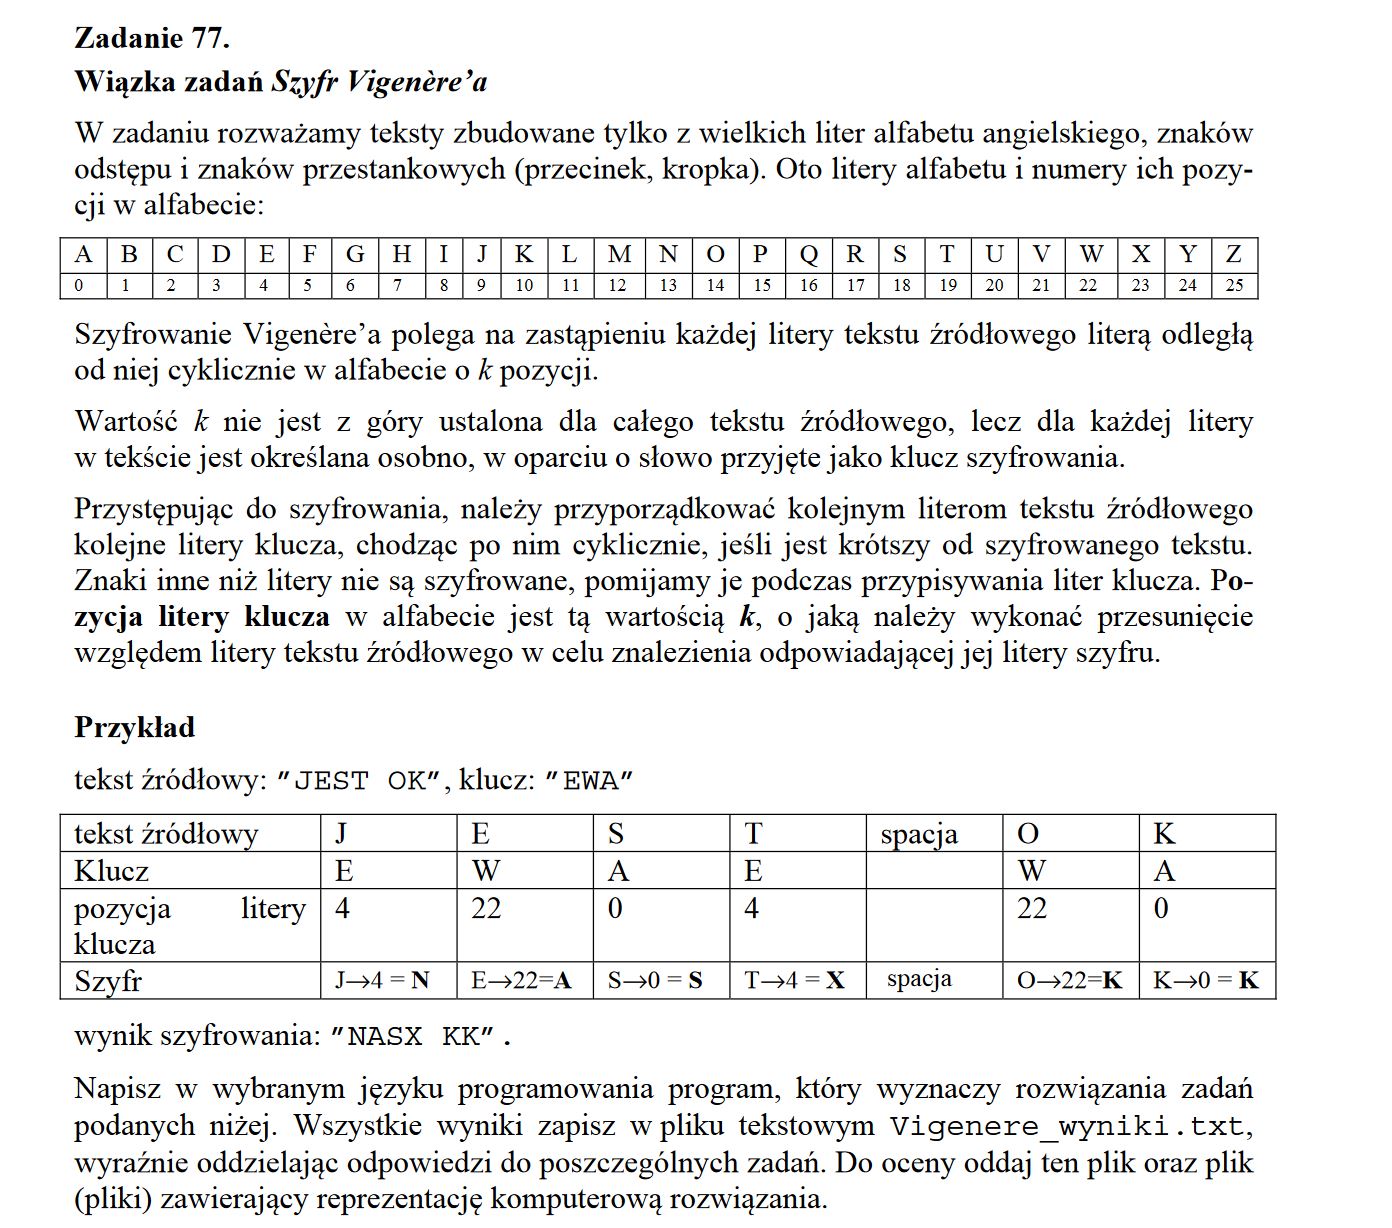 Zadanie 77.
Wiązka zadań Szyfr Vigenère’a
W zadaniu rozważamy teksty zbudowane tylko z wielkich liter alfabetu angielskiego, znaków
odstępu i znaków przestankowych (przecinek, kropka). Oto litery alfabetu i numery ich pozy-
cji w alfabecie:
A B C D E F G H I J K L M N O P Q R S T U V W X Y Z
0 1 2 3 4 5 6 7 8 9 10 11 12 13 14 15 16 17 18 19 20 21 22 23 24 25
Szyfrowanie Vigenère’a polega na zastąpieniu każdej litery tekstu źródłowego literą odległą
od niej cyklicznie w alfabecie o k pozycji.
Wartość k nie jest z góry ustalona dla całego tekstu źródłowego, lecz dla każdej litery
w tekście jest określana osobno, w oparciu o słowo przyjęte jako klucz szyfrowania.
Przystępując do szyfrowania, należy przyporządkować kolejnym literom tekstu źródłowego
kolejne litery klucza, chodząc po nim cyklicznie, jeśli jest krótszy od szyfrowanego tekstu.
Znaki inne niż litery nie są szyfrowane, pomijamy je podczas przypisywania liter klucza. Po-
zycja litery klucza w alfabecie jest tą wartością k, o jaką należy wykonać przesunięcie
względem litery tekstu źródłowego w celu znalezienia odpowiadającej jej litery szyfru.
Przykład
tekst źródłowy: "JEST OK", klucz: "EWA"
tekst źródłowy J E S T spacja O K
Klucz E W A E W A
pozycja litery 4 22 0 4 22 0
klucza
Szyfr J→4 = N E→22=A S→0 = S T→4 = X spacja O→22=K K→0 = K
wynik szyfrowania: "NASX KK".
Napisz w wybranym języku programowania program, który wyznaczy rozwiązania zadań
podanych niżej. Wszystkie wyniki zapisz w pliku tekstowym Vigenere_wyniki.txt,
wyraźnie oddzielając odpowiedzi do poszczególnych zadań. Do oceny oddaj ten plik oraz plik
(pliki) zawierający reprezentację komputerową rozwiązania.